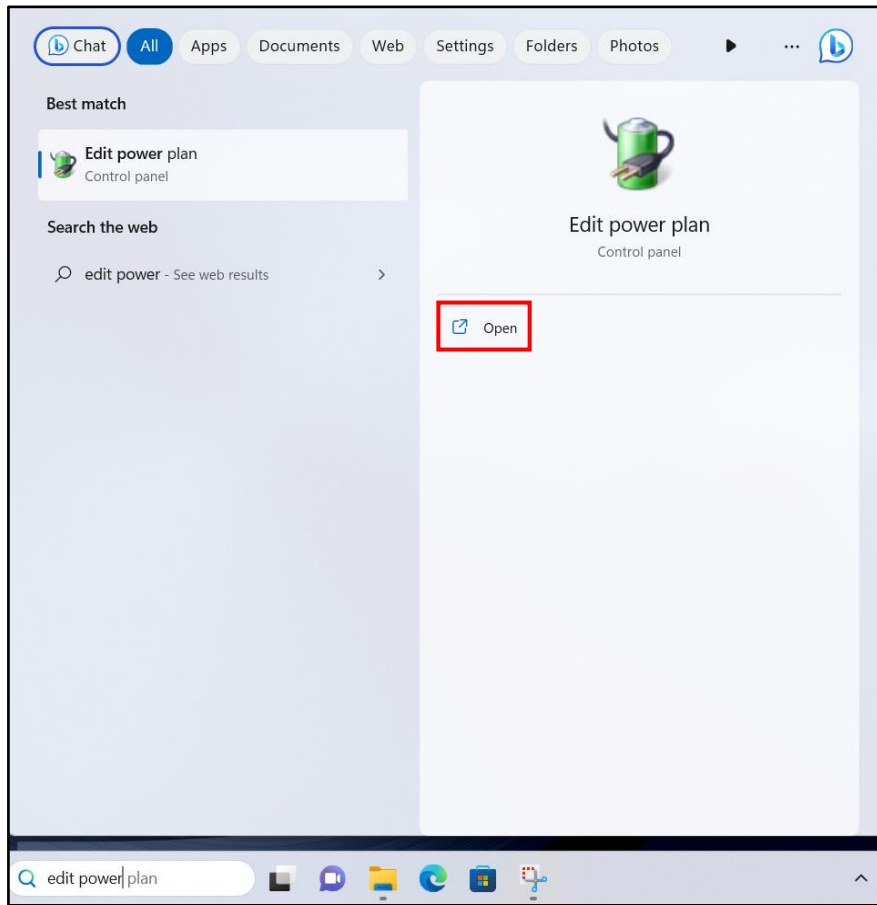 Chat All Apps Documents Web Settings Folders Photos ...
Best match
Edit power plan
Control panel
Search the web
edit power - See web results
Edit power plan
Control panel
Open
edit power plan